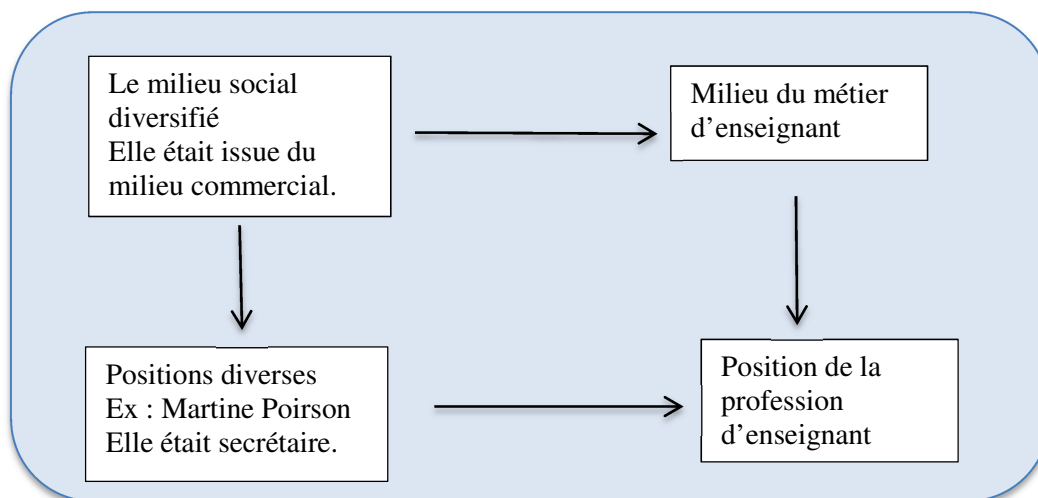 Le milieu social
diversifié
Elle était issue du
milieu commercial.
Milieu du métier
d’enseignant
Positions diverses
Ex : Martine Poirson
Elle était secrétaire.
Position de la
profession
d’enseignant